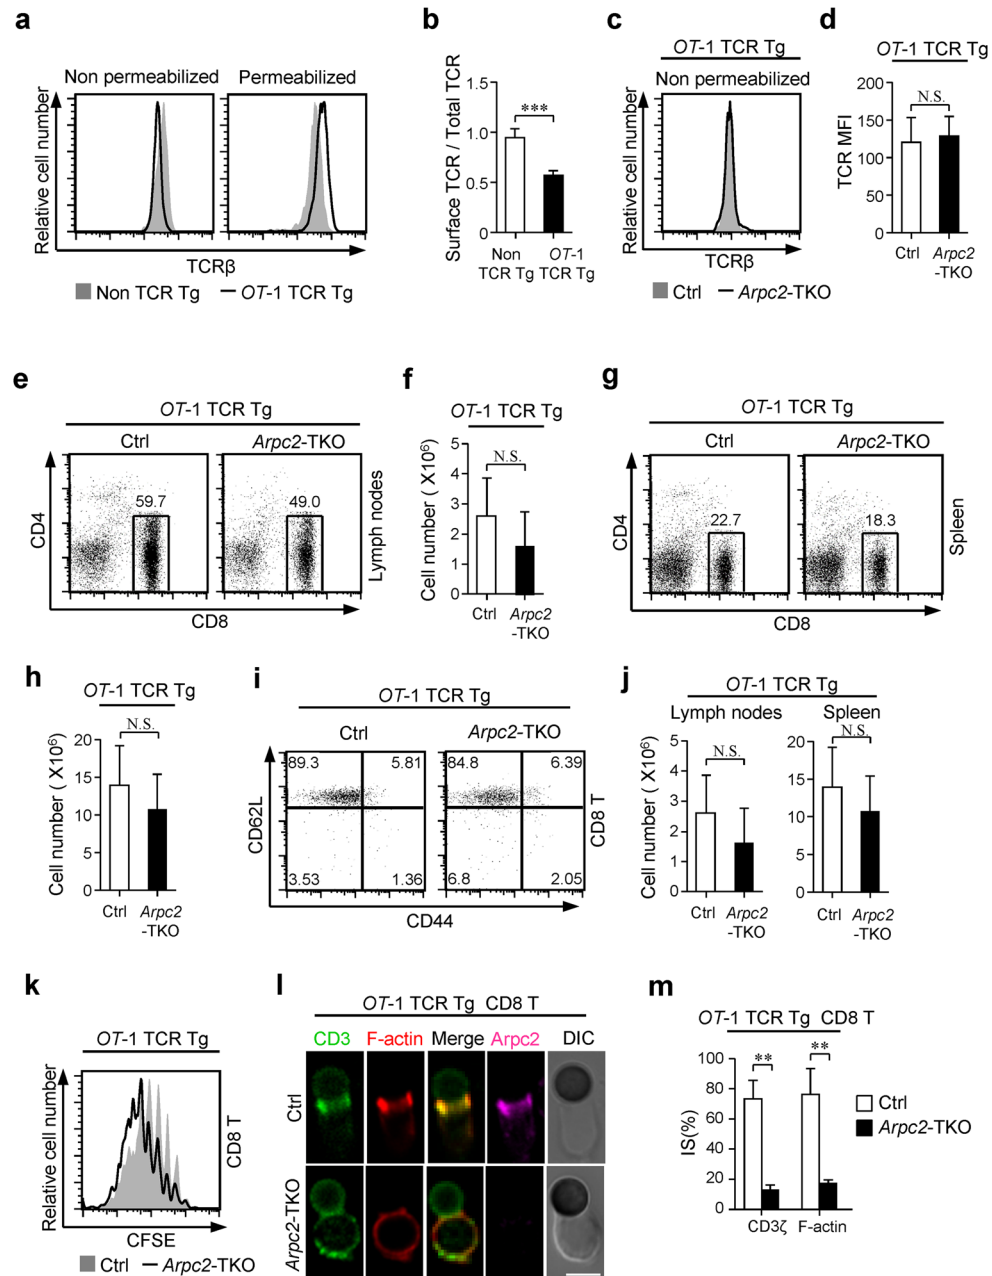 a
Non permeabilized Permeabilized
Relative cell number
TCRβ
Non TCR Tg OT-1 TCR Tg
b
Surface TCR / Total TCR
1.5
1.0
0.5
0
***
Non TCR Tg
OT-1 TCR Tg
c
OT-1 TCR Tg
Non permeabilized
Relative cell number
TCRβ
Ctrl Arpc2-TKO
d
OT-1 TCR Tg
TCR MFI
200
150
100
50
0
N.S.
Ctrl Arpc2
-TKO
e
OT-1 TCR Tg
Ctrl Arpc2-TKO
CD4
59.7 49.0
Lymph nodes
CD8
f
OT-1 TCR Tg
Cell number ( X10⁶)
5
4
3
2
1
0
N.S.
Ctrl Arpc2
-TKO
g
OT-1 TCR Tg
Ctrl Arpc2-TKO
CD4
22.7 18.3
Spleen
CD8
h
OT-1 TCR Tg
Cell number ( X10⁶)
20
15
10
5
0
N.S.
Ctrl Arpc2
-TKO
i
OT-1 TCR Tg
Ctrl Arpc2-TKO
CD62L
89.3 5.81 84.8 6.39
3.53 1.36 6.8 2.05
CD8 T
CD44
j
OT-1 TCR Tg
Lymph nodes Spleen
Cell number ( X10⁶)
5
4
3
2
1
0
N.S.
Ctrl Arpc2
-TKO
20
15
10
5
0
N.S.
Ctrl Arpc2
-TKO
k
OT-1 TCR Tg
Relative cell number
CD8 T
CFSE
Ctrl Arpc2-TKO
l
OT-1 TCR Tg CD8 T
CD3 F-actin Merge Arpc2 DIC
Ctrl
Arpc2-TKO
m
OT-1 TCR Tg CD8 T
IS(%)
100
80
60
40
20
0
** **
CD3ζ F-actin
Ctrl
Arpc2-TKO